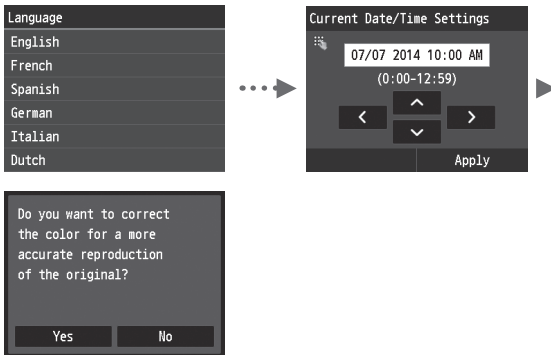 Language
English
French
Spanish
German
Italian
Dutch
Current Date/Time Settings
07/07 2014 10:00 AM
(0:00-12:59)
Apply
Do you want to correct
the color for a more
accurate reproduction
of the original?
Yes No